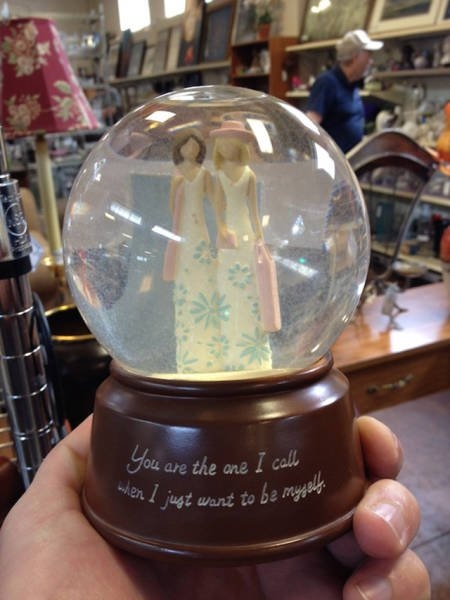 You are the one I call
when I just want to be myself.